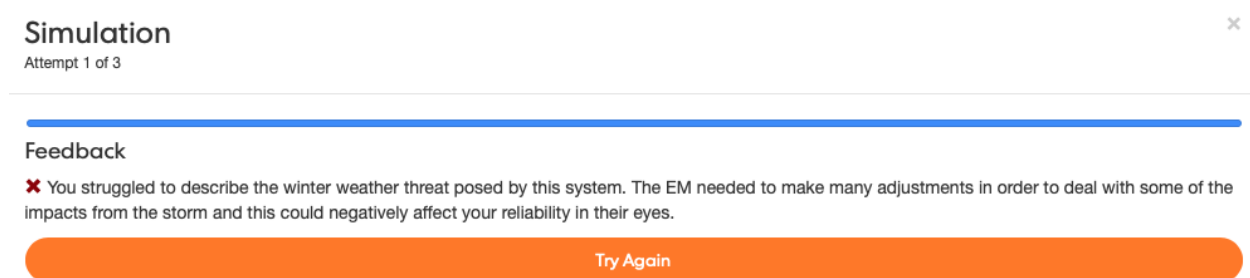 Simulation
Attempt 1 of 3
Feedback
✖ You struggled to describe the winter weather threat posed by this system. The EM needed to make many adjustments in order to deal with some of the
impacts from the storm and this could negatively affect your reliability in their eyes.
Try Again